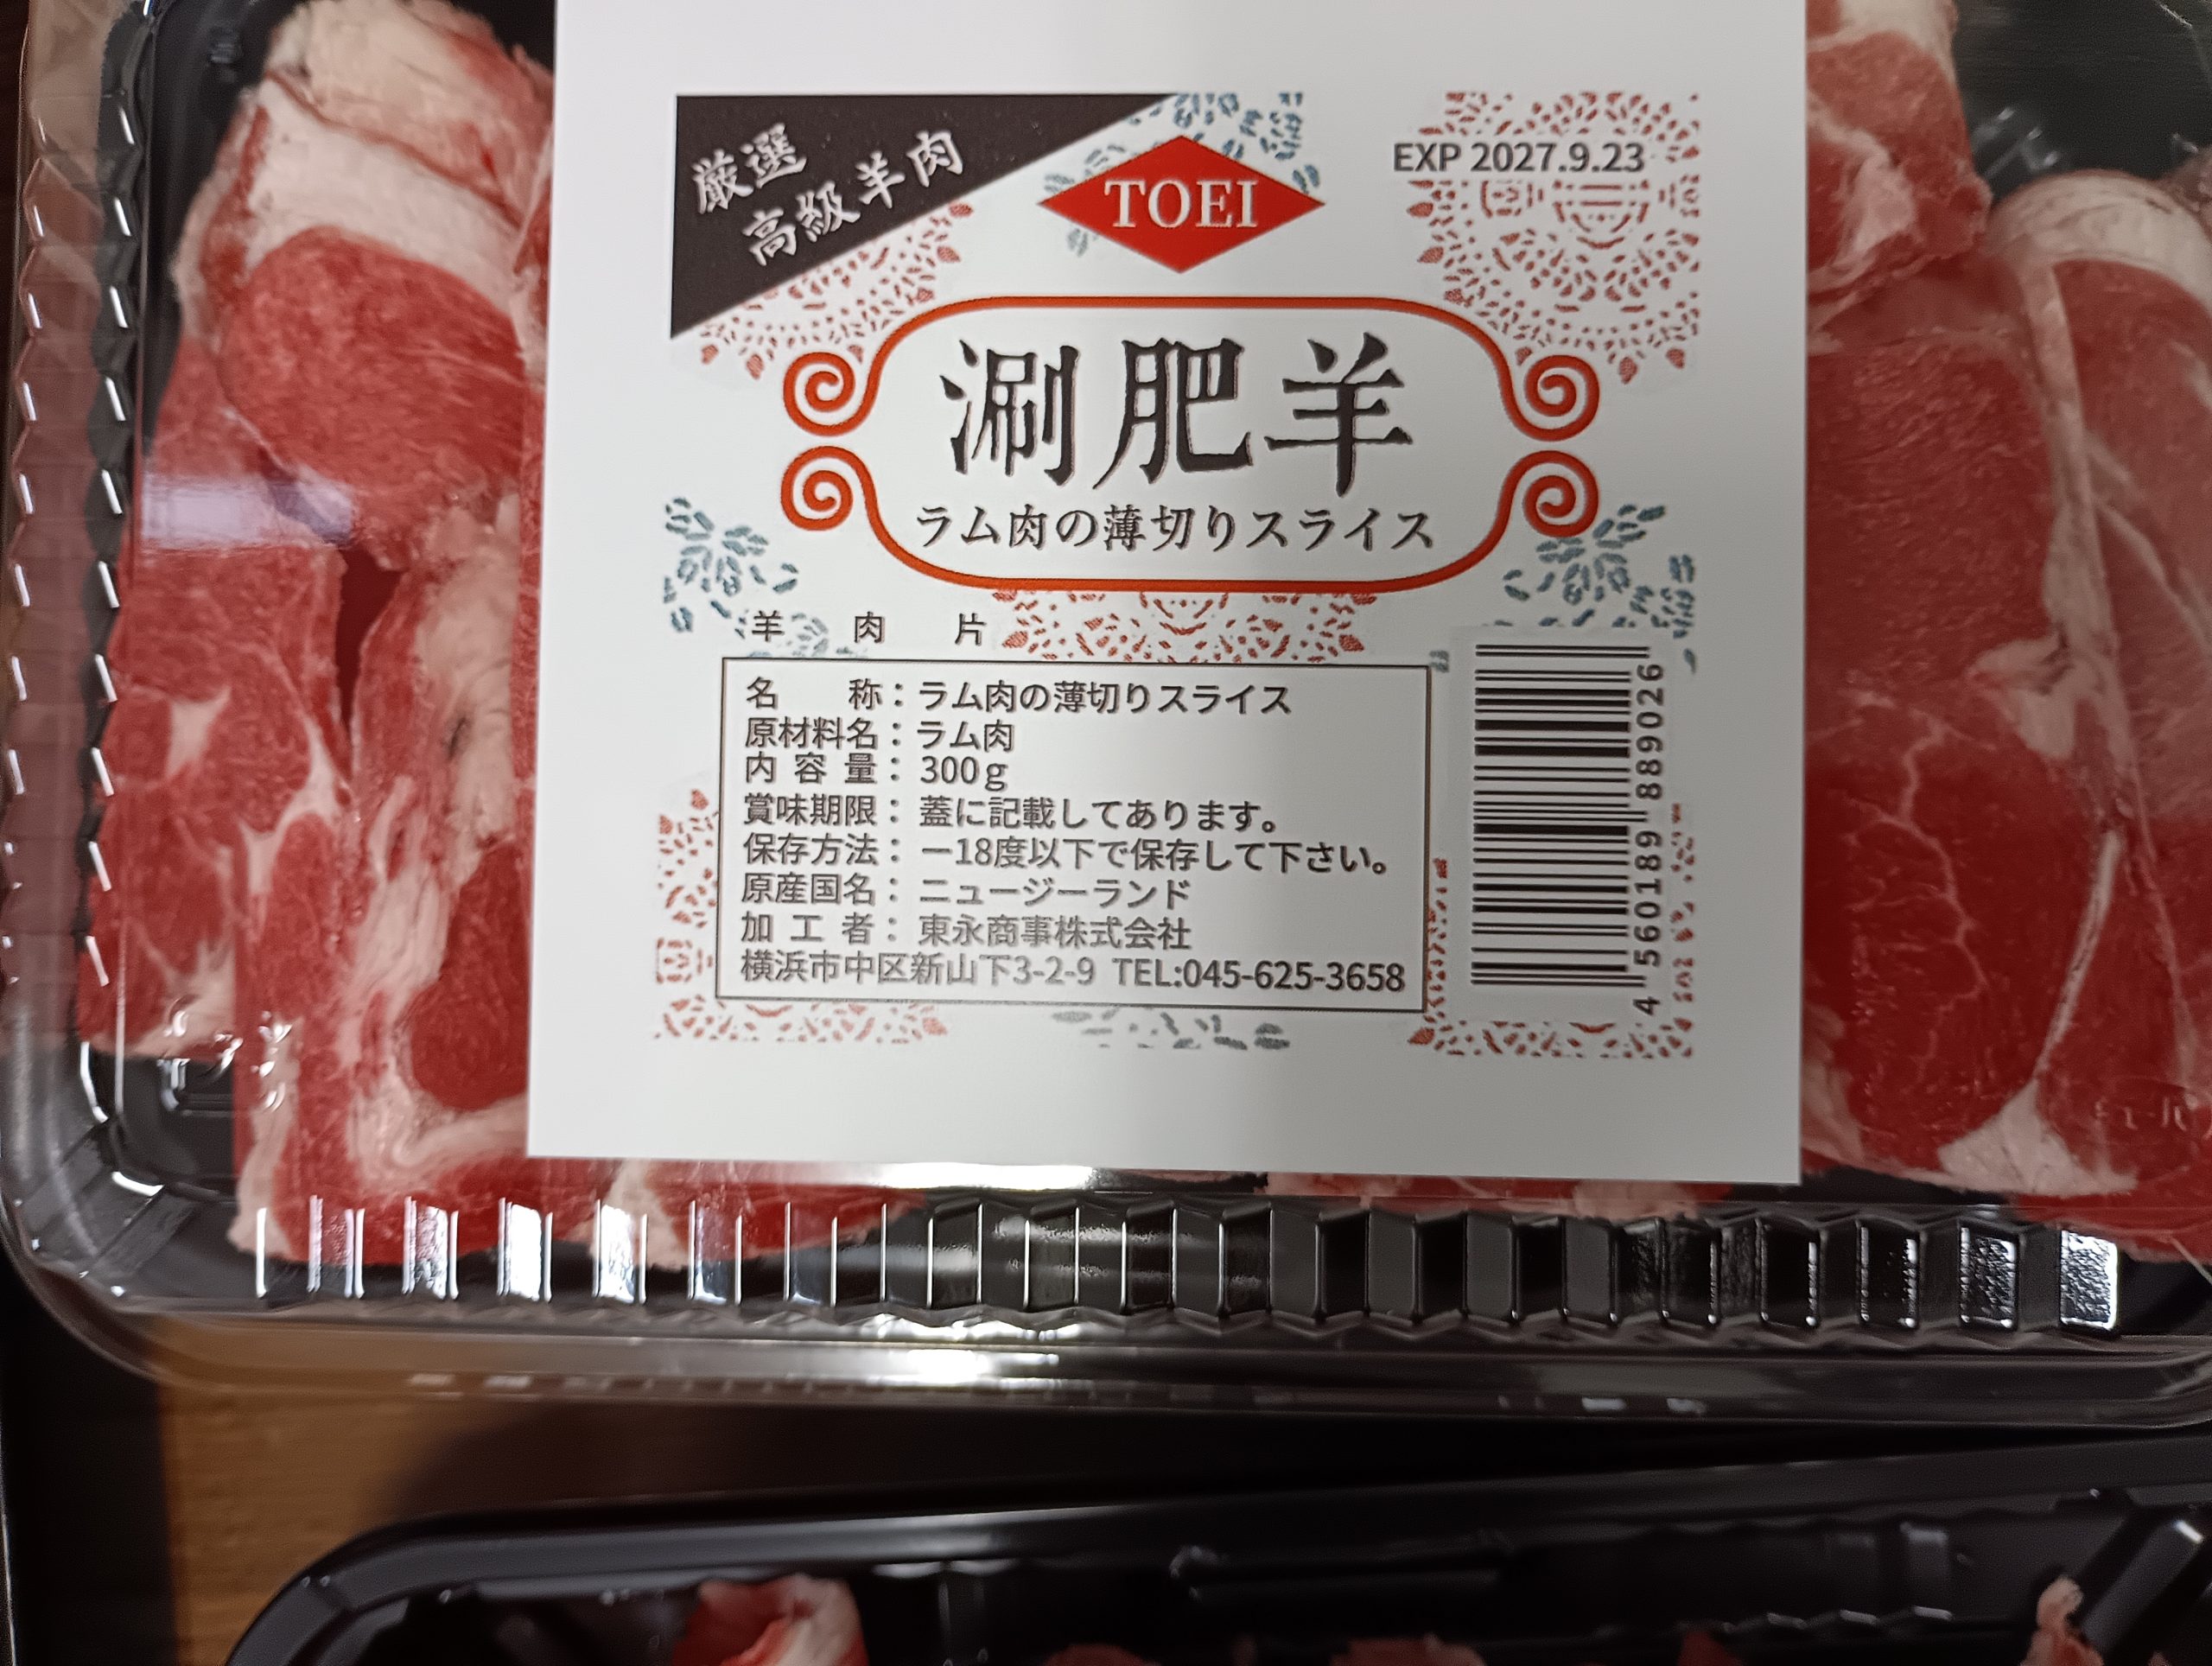 厳選
高級羊肉
TOEI
EXP 2027.9.23
涮肥羊
ラム肉の薄切りスライス
羊 肉 片
名 称：ラム肉の薄切りスライス
原材料名：ラム肉
内 容 量：300g
賞味期限：蓋に記載してあります。
保存方法：ー18度以下で保存して下さい。
原産国名：ニュージーランド
加 工 者：東永商事株式会社
横浜市中区新山下3-2-9 TEL:045-625-3658
4 560189 889026